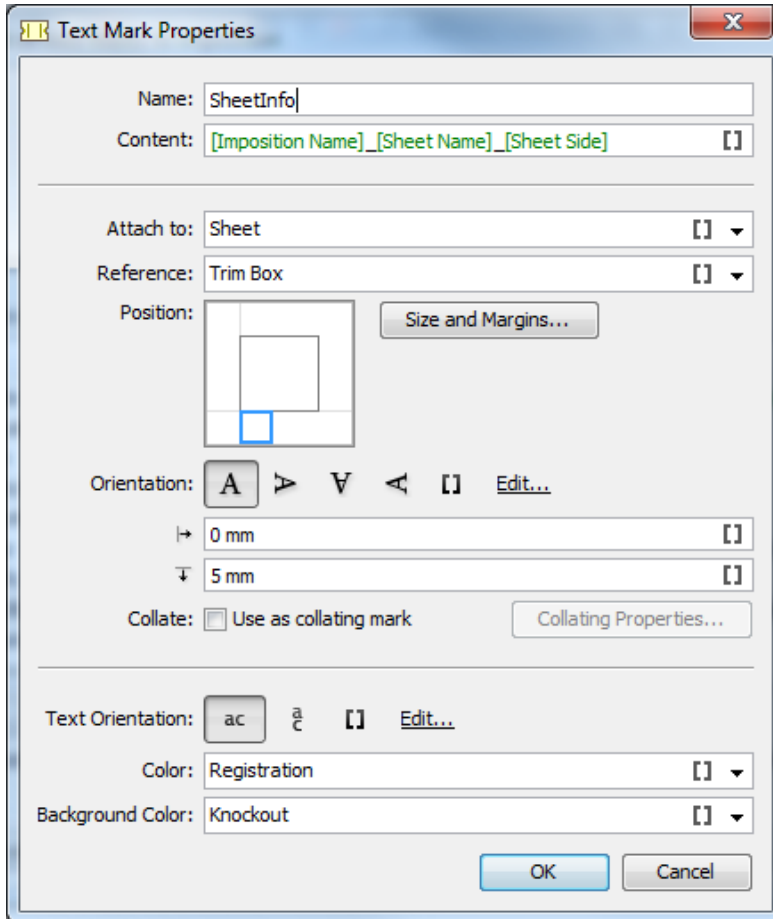 Text Mark Properties
Name: SheetInfo
Content: [Imposition Name]_[Sheet Name]_[Sheet Side] []
Attach to: Sheet []
Reference: Trim Box []
Position: Size and Margins...
Orientation: A A A A [] Edit...
0 mm []
5 mm []
Collate: Use as collating mark Collating Properties...
Text Orientation: ac ac [] Edit...
Color: Registration []
Background Color: Knockout []
OK Cancel